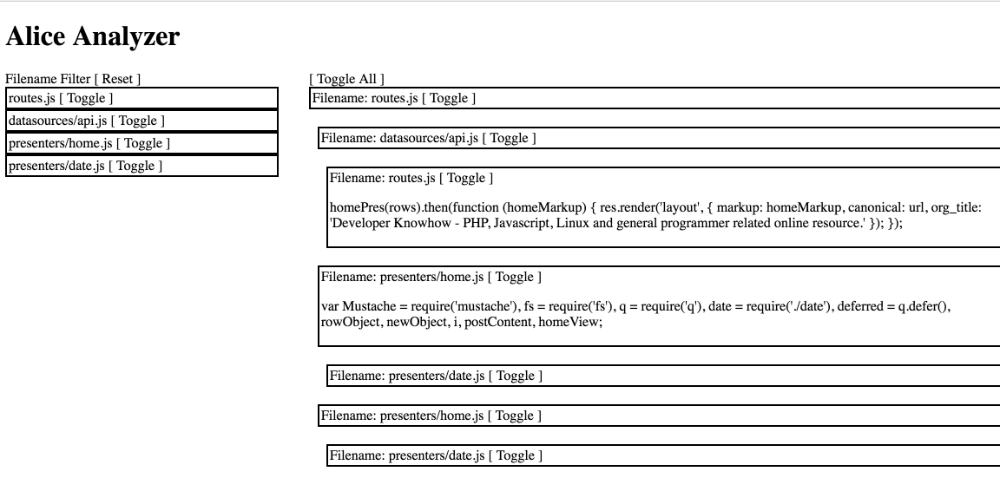 Alice Analyzer
Filename Filter [ Reset ]
routes.js [ Toggle ]
datasources/api.js [ Toggle ]
presenters/home.js [ Toggle ]
presenters/date.js [ Toggle ]
[ Toggle All ]
Filename: routes.js [ Toggle ]
Filename: datasources/api.js [ Toggle ]
Filename: routes.js [ Toggle ]
homePres(rows).then(function (homeMarkup) { res.render('layout', { markup: homeMarkup, canonical: url, org_title:
'Developer Knowhow - PHP, Javascript, Linux and general programmer related online resource.' }); });
Filename: presenters/home.js [ Toggle ]
var Mustache = require('mustache'), fs = require('fs'), q = require('q'), date = require('./date'), deferred = q.defer(),
rowObject, newObject, i, postContent, homeView;
Filename: presenters/date.js [ Toggle ]
Filename: presenters/home.js [ Toggle ]
Filename: presenters/date.js [ Toggle ]